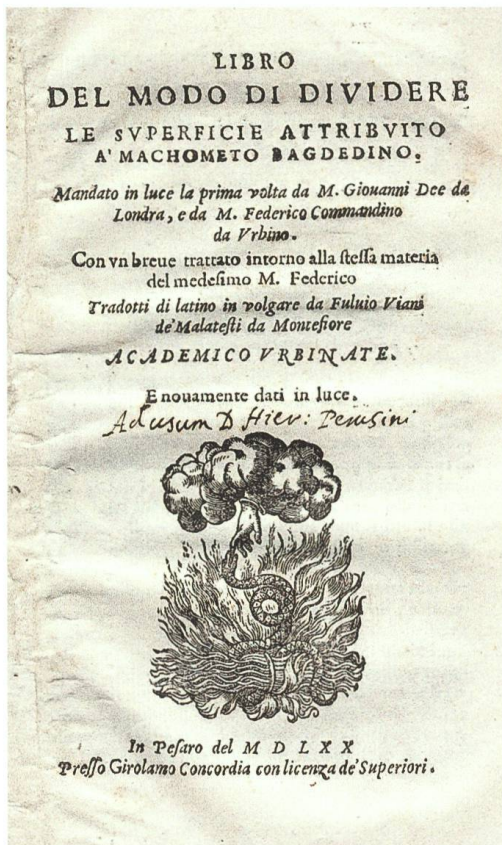 LIBRO
DEL MODO DI DIVIDERE
LE SVPERFICIE ATTRIBVITO
A' MACHOMETO BAGDEDINO.
Mandato in luce la prima volta da M. Giouanni Dee da
Londra, e da M. Federico Commandino
da Vrbino.
Con vn breue trattato intorno alla stessa materia
del medesimo M. Federico
Tradotti di latino in volgare da Fuluio Viani
de' Malatesti da Montefiore
ACADEMICO VRBINATE.
E nouamente dati in luce.
Ad usum D Hier: Perusini
In Pesaro del M D L X X
Presso Girolamo Concordia con licenza de' Superiori.